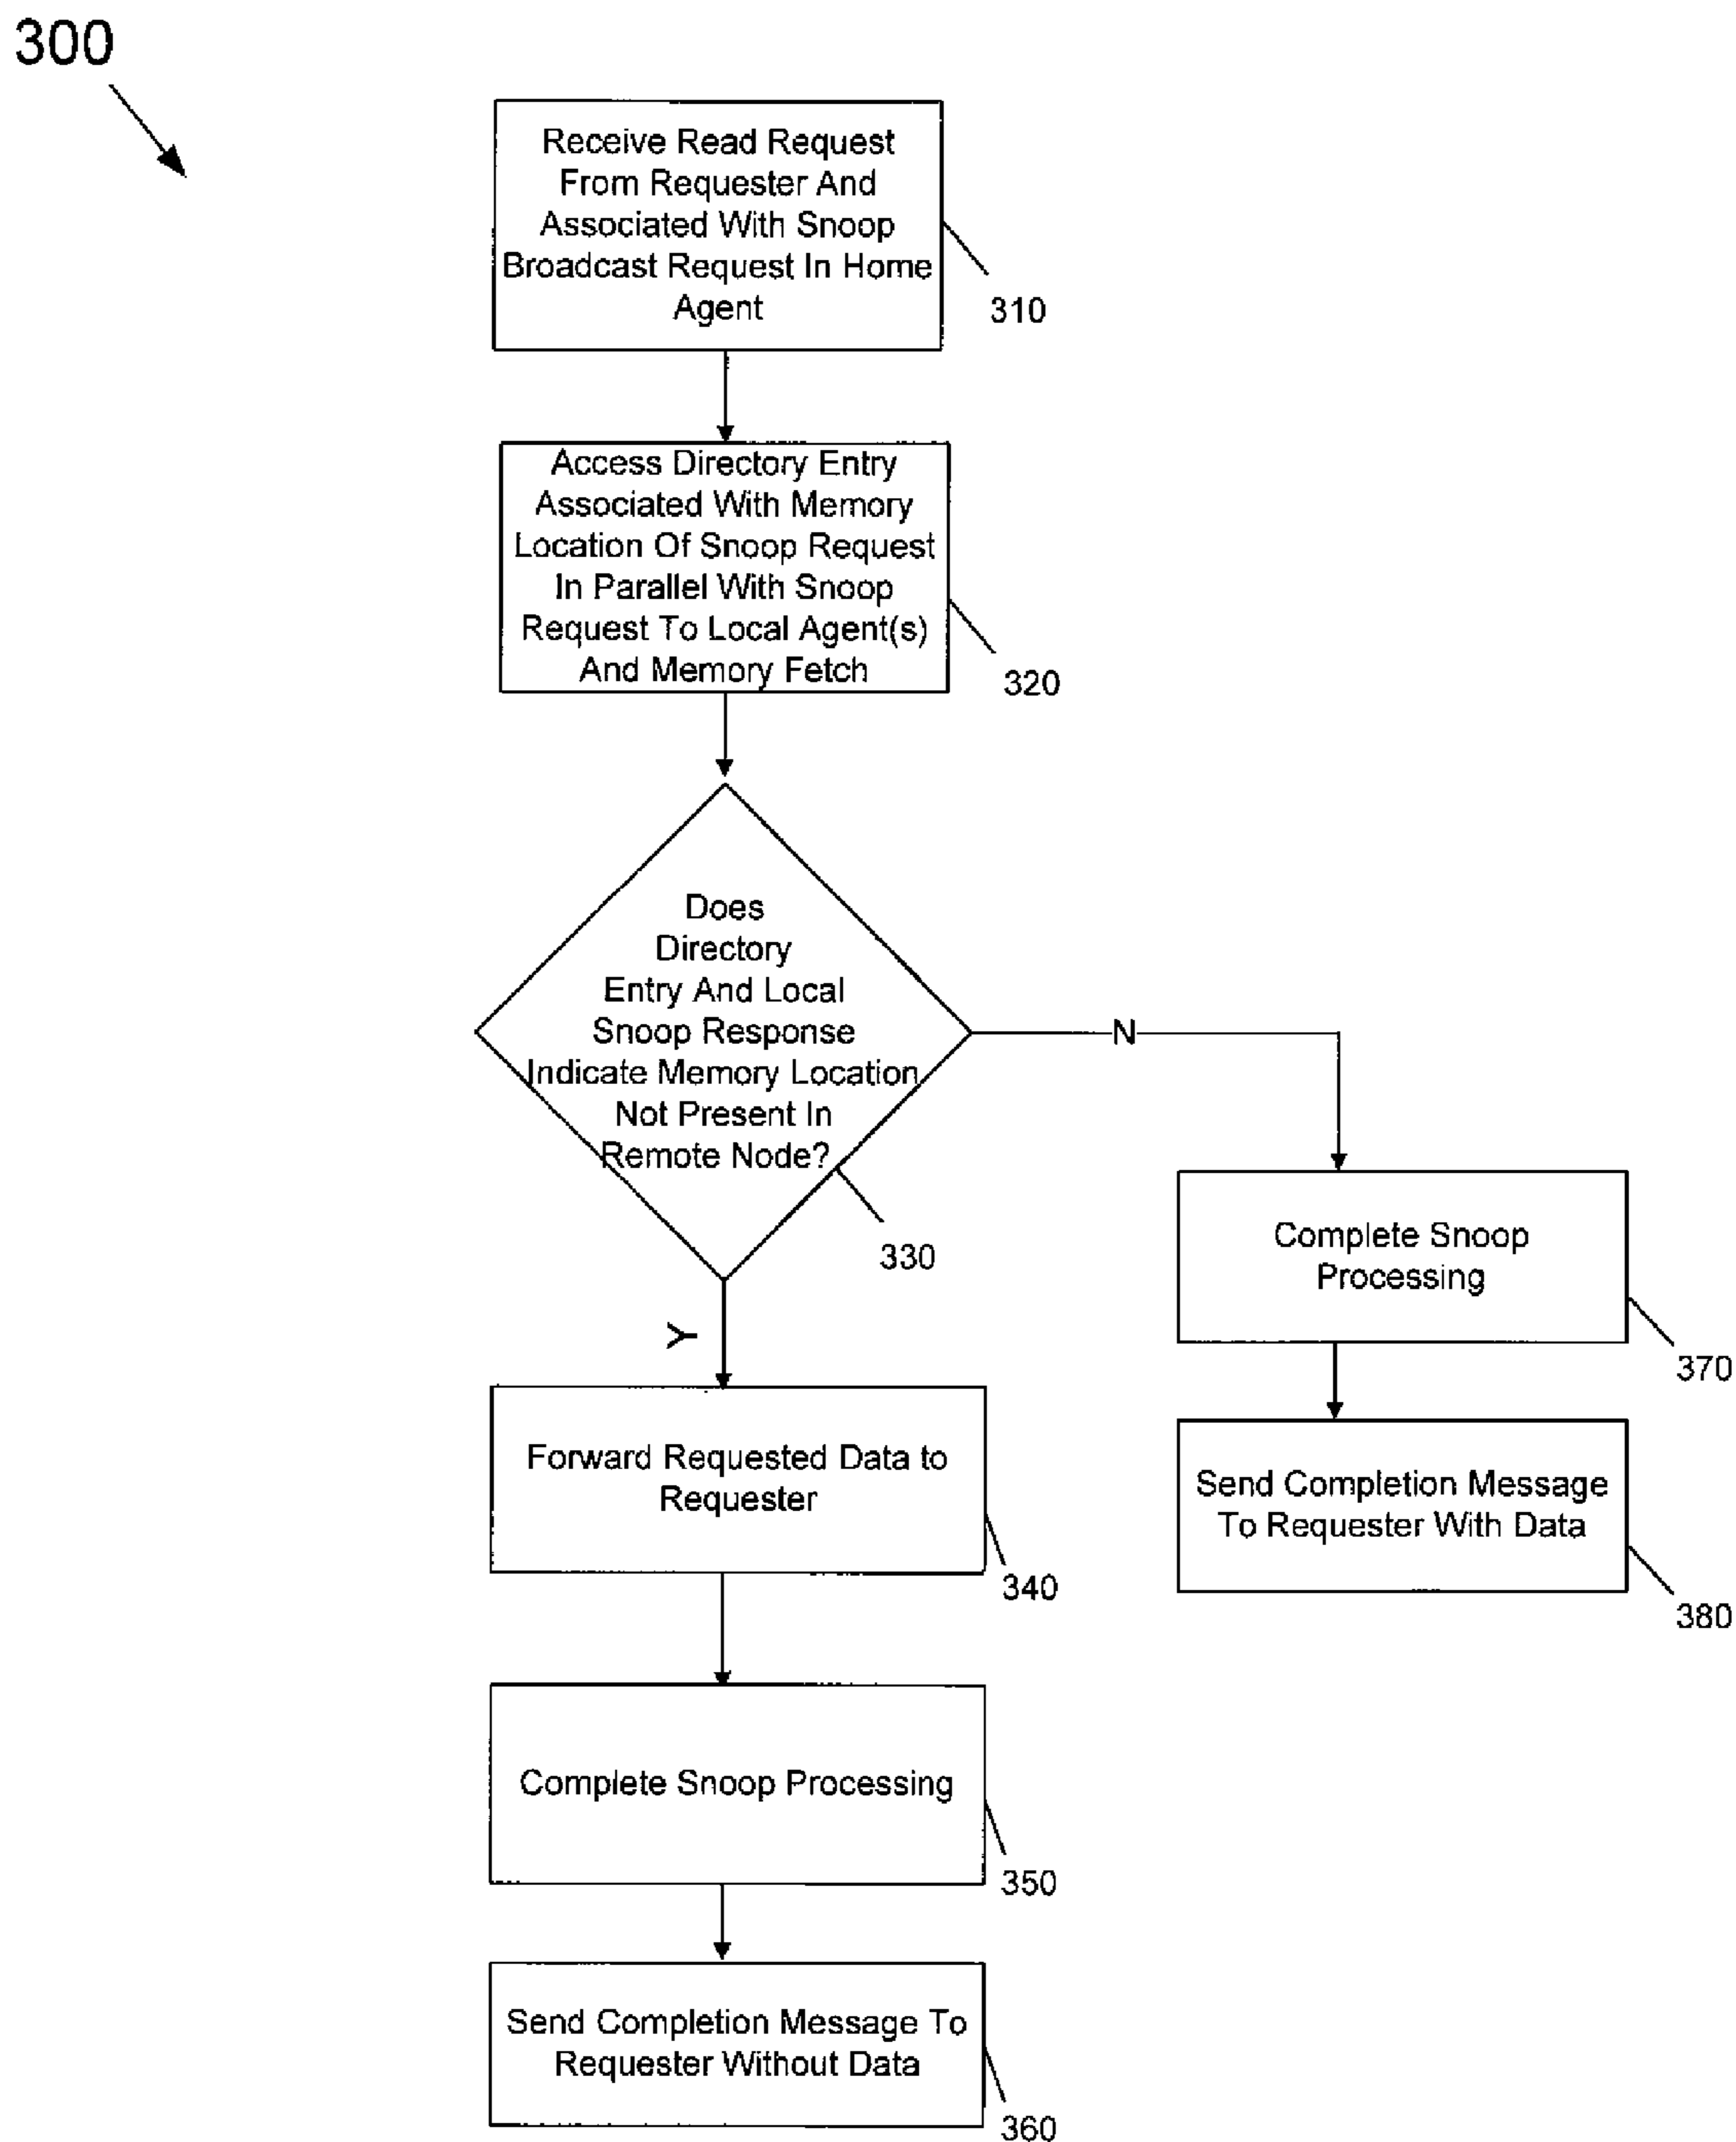 300
Receive Read Request
From Requester And
Associated With Snoop
Broadcast Request In Home
Agent
310
Access Directory Entry
Associated With Memory
Location Of Snoop Request
In Parallel With Snoop
Request To Local Agent(s)
And Memory Fetch
320
Does
Directory
Entry And Local
Snoop Response
Indicate Memory Location
Not Present In
Remote Node?
330
N
Y
Complete Snoop
Processing
370
Send Completion Message
To Requester With Data
380
Forward Requested Data to
Requester
340
Complete Snoop Processing
350
Send Completion Message To
Requester Without Data
360